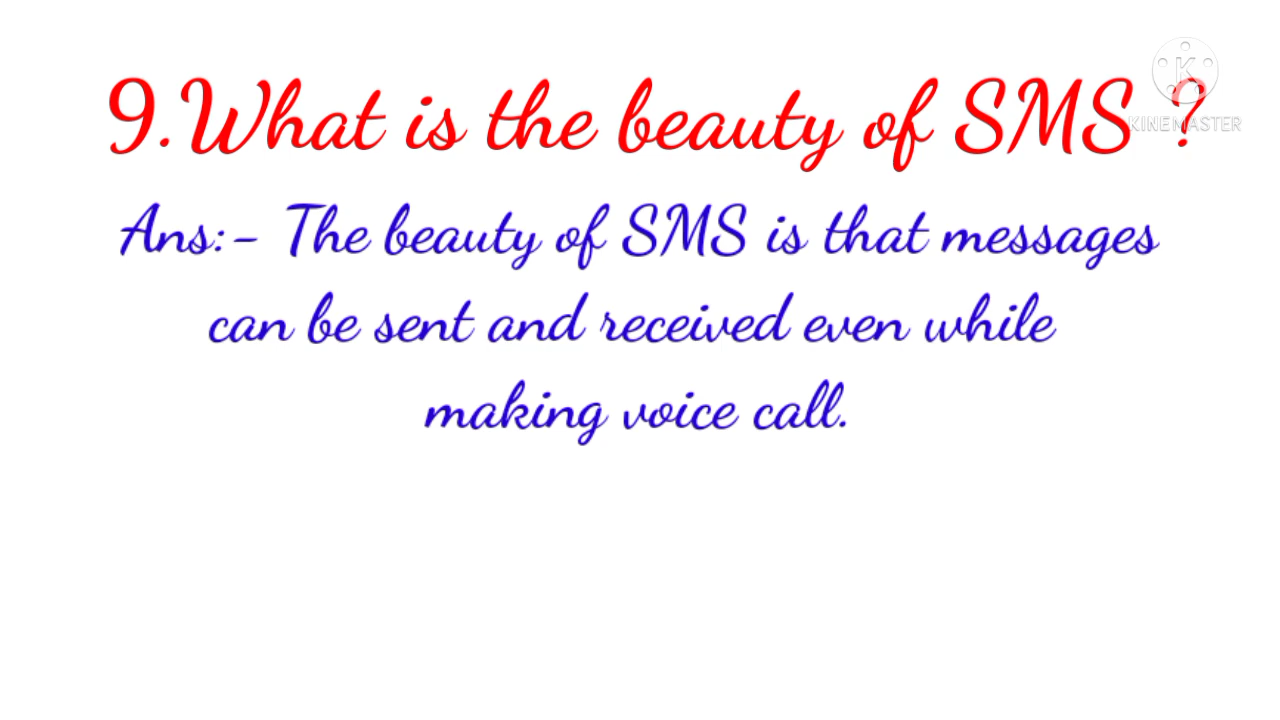 9.What is the beauty of SMS ?
KINEMASTER
Ans:- The beauty of SMS is that messages
can be sent and received even while
making voice call.